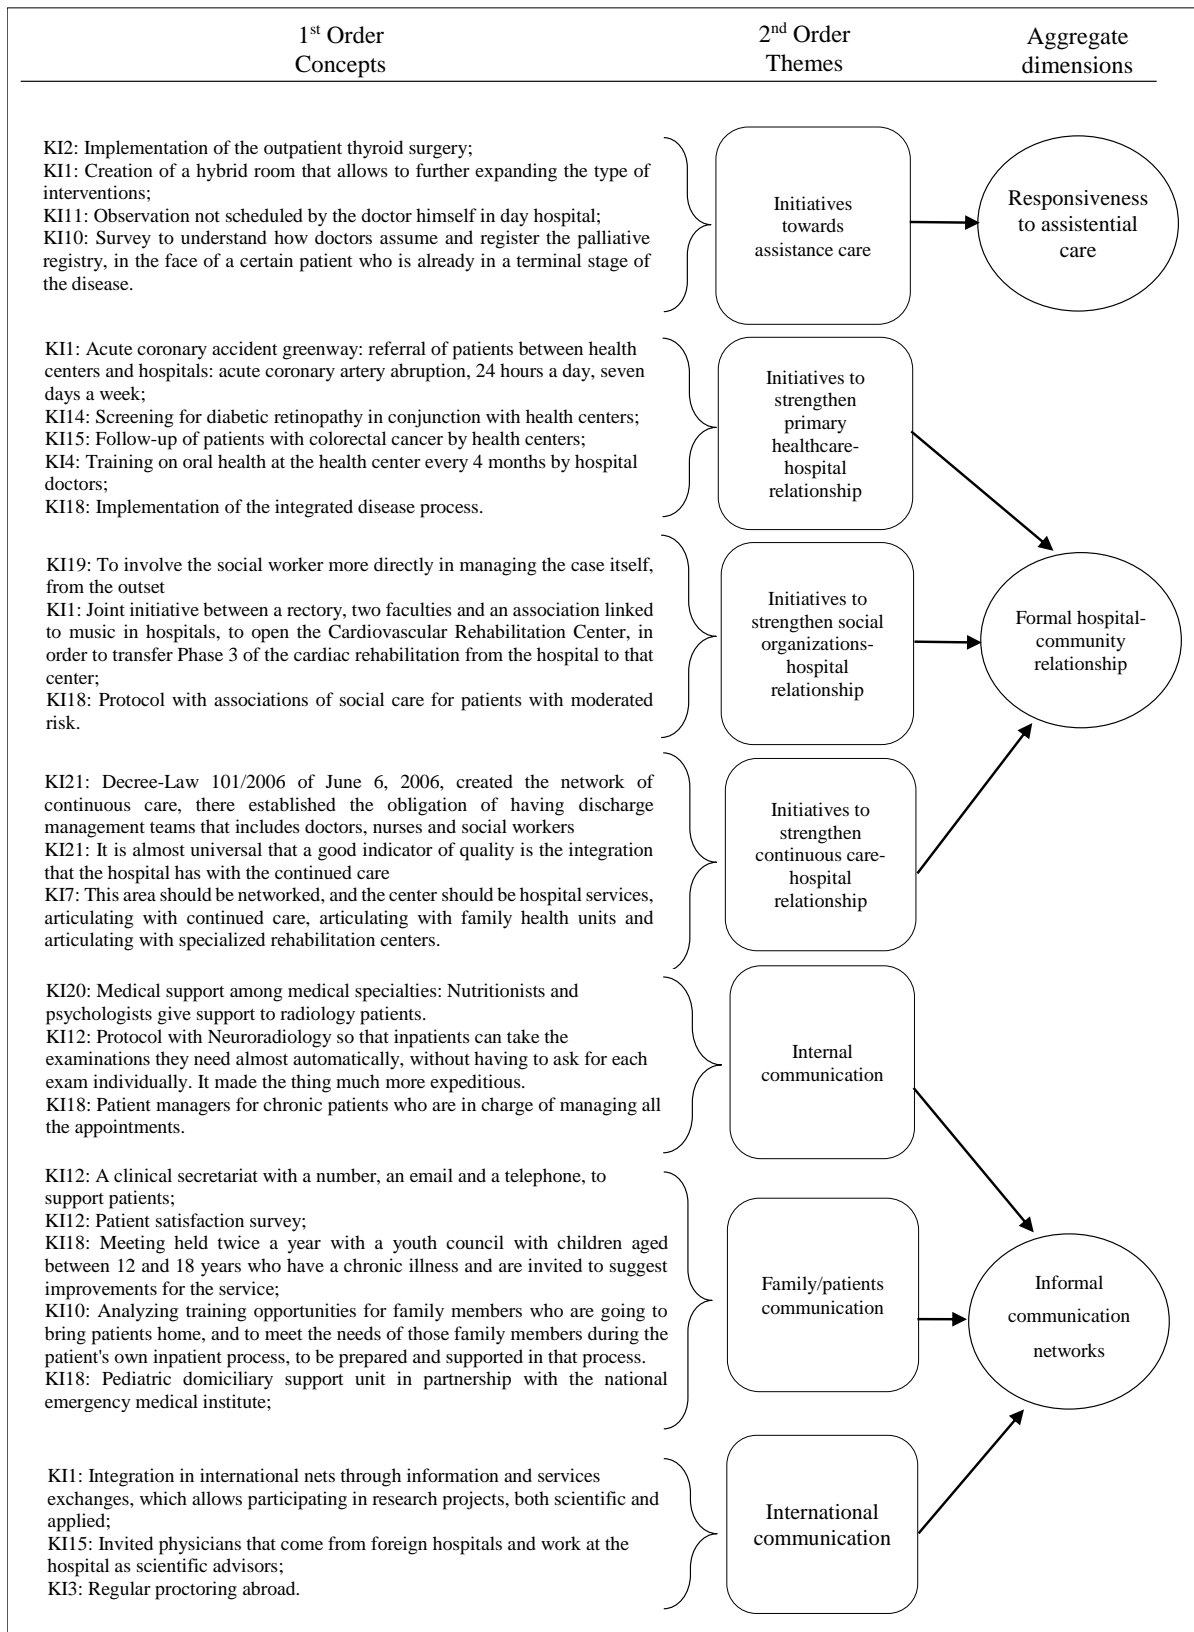 1st Order
Concepts
2nd Order
Themes
Aggregate
dimensions
KI2: Implementation of the outpatient thyroid surgery;
KI1: Creation of a hybrid room that allows to further expanding the type of
interventions;
KI11: Observation not scheduled by the doctor himself in day hospital;
KI10: Survey to understand how doctors assume and register the palliative
registry, in the face of a certain patient who is already in a terminal stage of
the disease.
Initiatives
towards
assistance care
Responsiveness
to assistential
care
KI1: Acute coronary accident greenway: referral of patients between health
centers and hospitals: acute coronary artery abruption, 24 hours a day, seven
days a week;
KI14: Screening for diabetic retinopathy in conjunction with health centers;
KI15: Follow-up of patients with colorectal cancer by health centers;
KI4: Training on oral health at the health center every 4 months by hospital
doctors;
KI18: Implementation of the integrated disease process.
Initiatives to
strengthen
primary
healthcare-
hospital
relationship
KI19: To involve the social worker more directly in managing the case itself,
from the outset
KI1: Joint initiative between a rectory, two faculties and an association linked
to music in hospitals, to open the Cardiovascular Rehabilitation Center, in
order to transfer Phase 3 of the cardiac rehabilitation from the hospital to that
center;
KI18: Protocol with associations of social care for patients with moderated
risk.
Initiatives to
strengthen social
organizations-
hospital
relationship
Formal hospital-
community
relationship
KI21: Decree-Law 101/2006 of June 6, 2006, created the network of
continuous care, there established the obligation of having discharge
management teams that includes doctors, nurses and social workers
KI21: It is almost universal that a good indicator of quality is the integration
that the hospital has with the continued care
KI7: This area should be networked, and the center should be hospital services,
articulating with continued care, articulating with family health units and
articulating with specialized rehabilitation centers.
Initiatives to
strengthen
continuous care-
hospital
relationship
KI20: Medical support among medical specialties: Nutritionists and
psychologists give support to radiology patients.
KI12: Protocol with Neuroradiology so that inpatients can take the
examinations they need almost automatically, without having to ask for each
exam individually. It made the thing much more expeditious.
KI18: Patient managers for chronic patients who are in charge of managing all
the appointments.
Internal
communication
KI12: A clinical secretariat with a number, an email and a telephone, to
support patients;
KI12: Patient satisfaction survey;
KI18: Meeting held twice a year with a youth council with children aged
between 12 and 18 years who have a chronic illness and are invited to suggest
improvements for the service;
KI10: Analyzing training opportunities for family members who are going to
bring patients home, and to meet the needs of those family members during the
patient's own inpatient process, to be prepared and supported in that process.
KI18: Pediatric domiciliary support unit in partnership with the national
emergency medical institute;
Family/patients
communication
Informal
communication
networks
KI1: Integration in international nets through information and services
exchanges, which allows participating in research projects, both scientific and
applied;
KI15: Invited physicians that come from foreign hospitals and work at the
hospital as scientific advisors;
KI3: Regular proctoring abroad.
International
communication